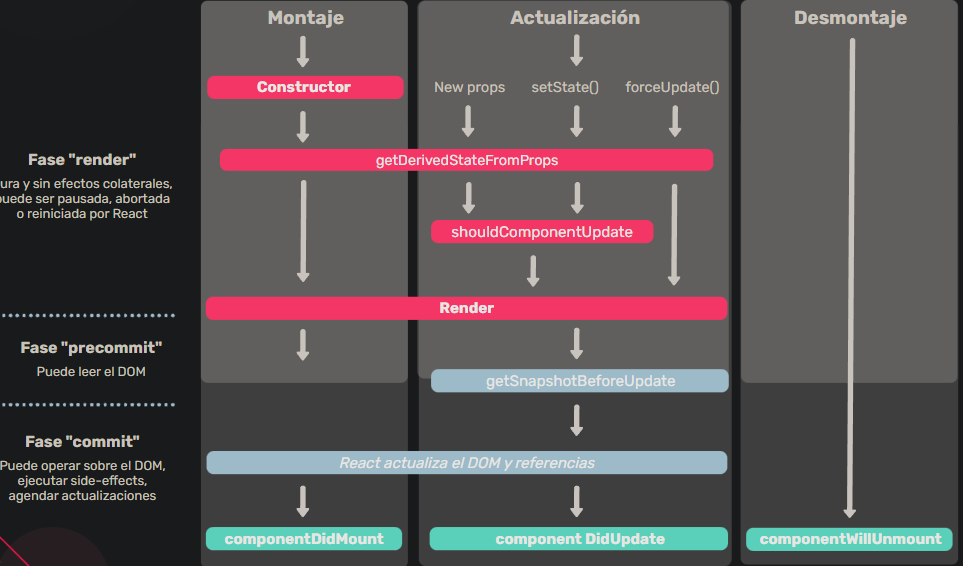 Montaje
Actualización
Desmontaje
Constructor
New props
setState()
forceUpdate()
Fase "render"
ura y sin efectos colaterales,
puede ser pausada, abortada
o reiniciada por React
getDerivedStateFromProps
shouldComponentUpdate
Render
Fase "precommit"
Puede leer el DOM
getSnapshotBeforeUpdate
Fase "commit"
Puede operar sobre el DOM,
ejecutar side-effects,
agendar actualizaciones
React actualiza el DOM y referencias
componentDidMount
component DidUpdate
componentWillUnmount